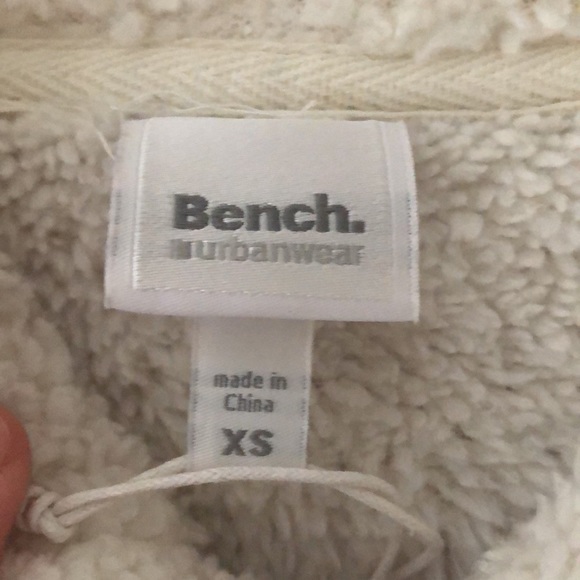 Bench.
urbanwear
made in
China
XS